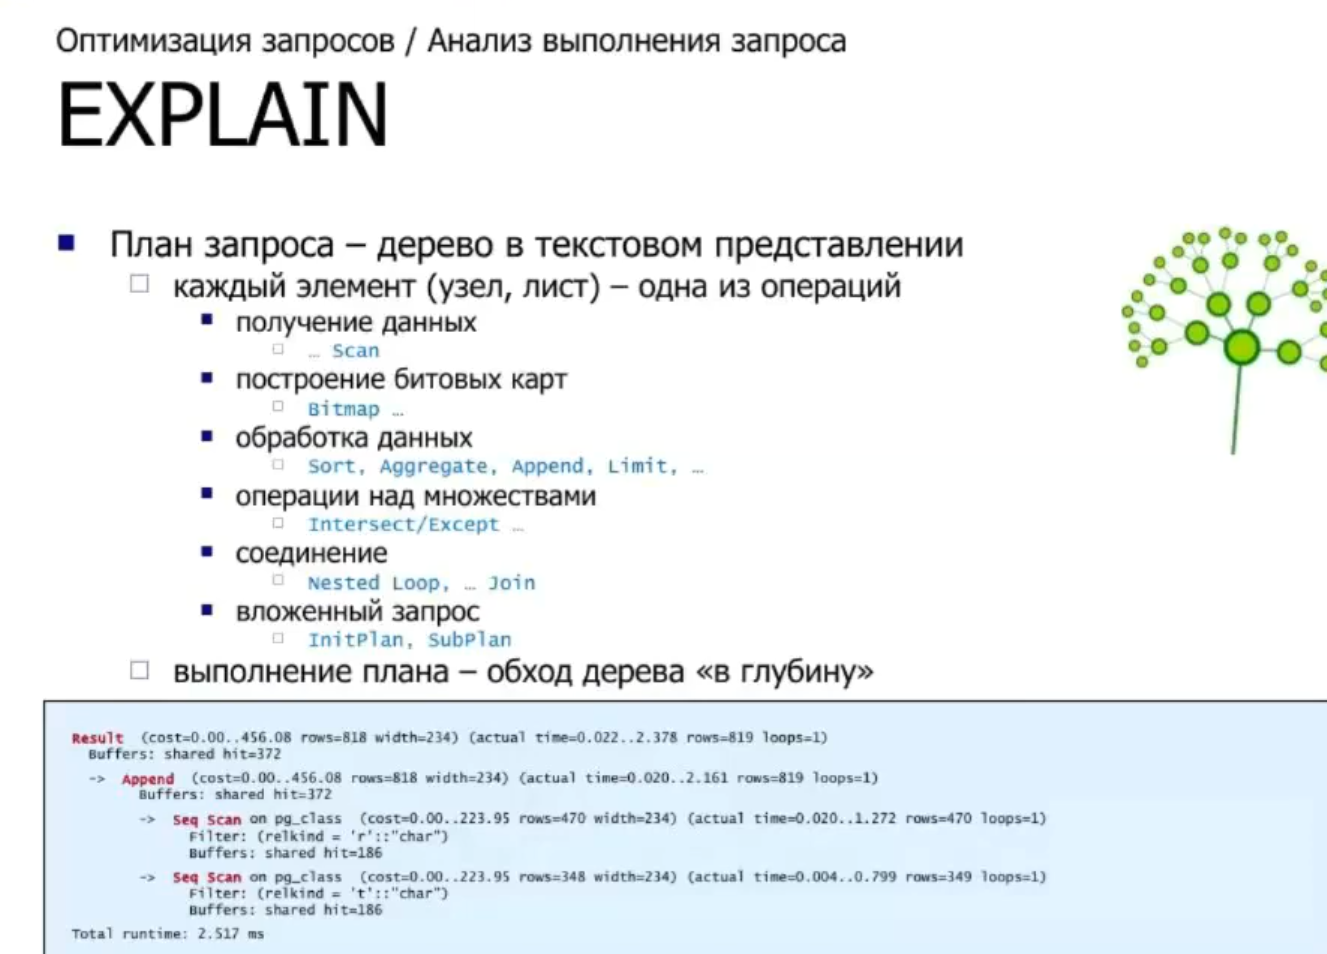 Оптимизация запросов / Анализ выполнения запроса
EXPLAIN
План запроса – дерево в текстовом представлении
каждый элемент (узел, лист) – одна из операций
получение данных
… Scan
построение битовых карт
Bitmap …
обработка данных
Sort, Aggregate, Append, Limit, …
операции над множествами
Intersect/Except …
соединение
Nested Loop, … Join
вложенный запрос
InitPlan, SubPlan
выполнение плана – обход дерева «в глубину»
Result (cost=0.00..456.08 rows=818 width=234) (actual time=0.022..2.378 rows=819 loops=1)
Buffers: shared hit=372
-> Append (cost=0.00..456.08 rows=818 width=234) (actual time=0.020..2.161 rows=819 loops=1)
Buffers: shared hit=372
-> Seq Scan on pg_class (cost=0.00..223.95 rows=470 width=234) (actual time=0.020..1.272 rows=470 loops=1)
Filter: (relkind = 'r'::"char")
Buffers: shared hit=186
-> Seq Scan on pg_class (cost=0.00..223.95 rows=348 width=234) (actual time=0.004..0.799 rows=349 loops=1)
Filter: (relkind = 't'::"char")
Buffers: shared hit=186
Total runtime: 2.517 ms